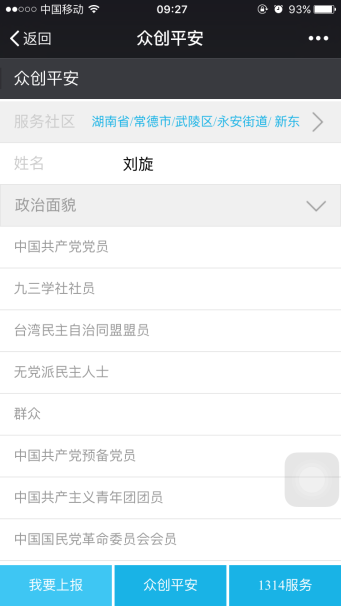 中国移动 09:27 93%
返回 众创平安
众创平安
服务社区 湖南省/常德市/武陵区/永安街道/ 新东
姓名 刘旋
政治面貌
中国共产党党员
九三学社社员
台湾民主自治同盟盟员
无党派民主人士
群众
中国共产党预备党员
中国共产主义青年团团员
中国国民党革命委员会会员
我要上报 众创平安 1314服务